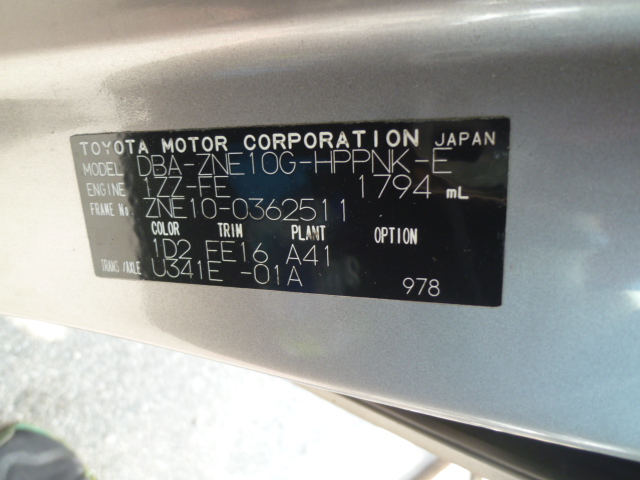 TOYOTA MOTOR CORPORATION JAPAN
MODEL DBA-ZNE10G-HPPNK-E
ENGINE 1ZZ-FE 1794 mL
FRAME No. ZNE10-0362511
COLOR TRIM PLANT OPTION
1D2 EE16 A41
TRANS/AXLE U341E -01A 978